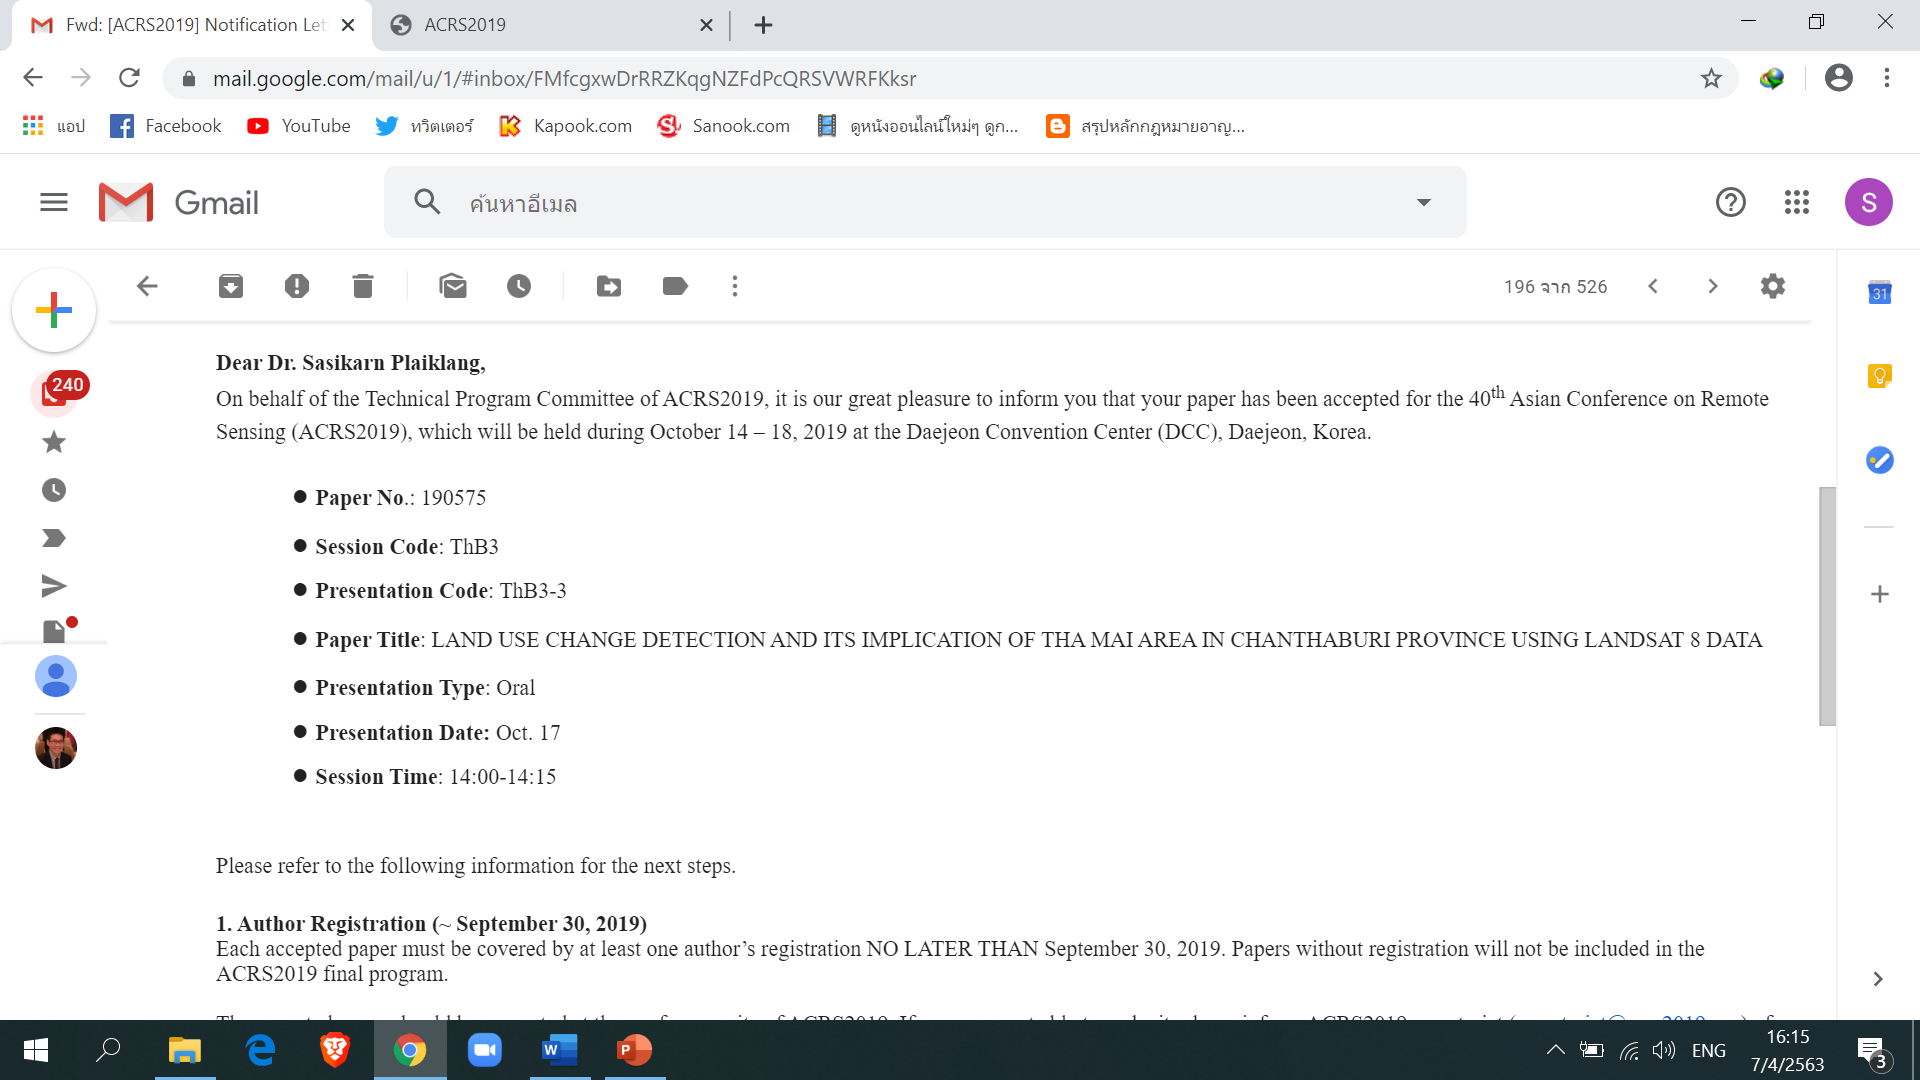 Fwd: [ACRS2019] Notification Let
ACRS2019
mail.google.com/mail/u/1/#inbox/FMfcgxwDrRRZKqgNZFdPcQRSVWRFKksr
แอป Facebook YouTube ทวิตเตอร์ Kapook.com Sanook.com ดูหนังออนไลน์ใหม่ๆ ดูก... สรุปหลักกฎหมายอาญ...
Gmail
ค้นหาอีเมล
S
196 จาก 526
31
240
Dear Dr. Sasikarn Plaiklang,
On behalf of the Technical Program Committee of ACRS2019, it is our great pleasure to inform you that your paper has been accepted for the 40th Asian Conference on Remote
Sensing (ACRS2019), which will be held during October 14 – 18, 2019 at the Daejeon Convention Center (DCC), Daejeon, Korea.
● Paper No.: 190575
● Session Code: ThB3
● Presentation Code: ThB3-3
● Paper Title: LAND USE CHANGE DETECTION AND ITS IMPLICATION OF THA MAI AREA IN CHANTHABURI PROVINCE USING LANDSAT 8 DATA
● Presentation Type: Oral
● Presentation Date: Oct. 17
● Session Time: 14:00-14:15
Please refer to the following information for the next steps.
1. Author Registration (~ September 30, 2019)
Each accepted paper must be covered by at least one author’s registration NO LATER THAN September 30, 2019. Papers without registration will not be included in the
ACRS2019 final program.
ENG
16:15
7/4/2563
3